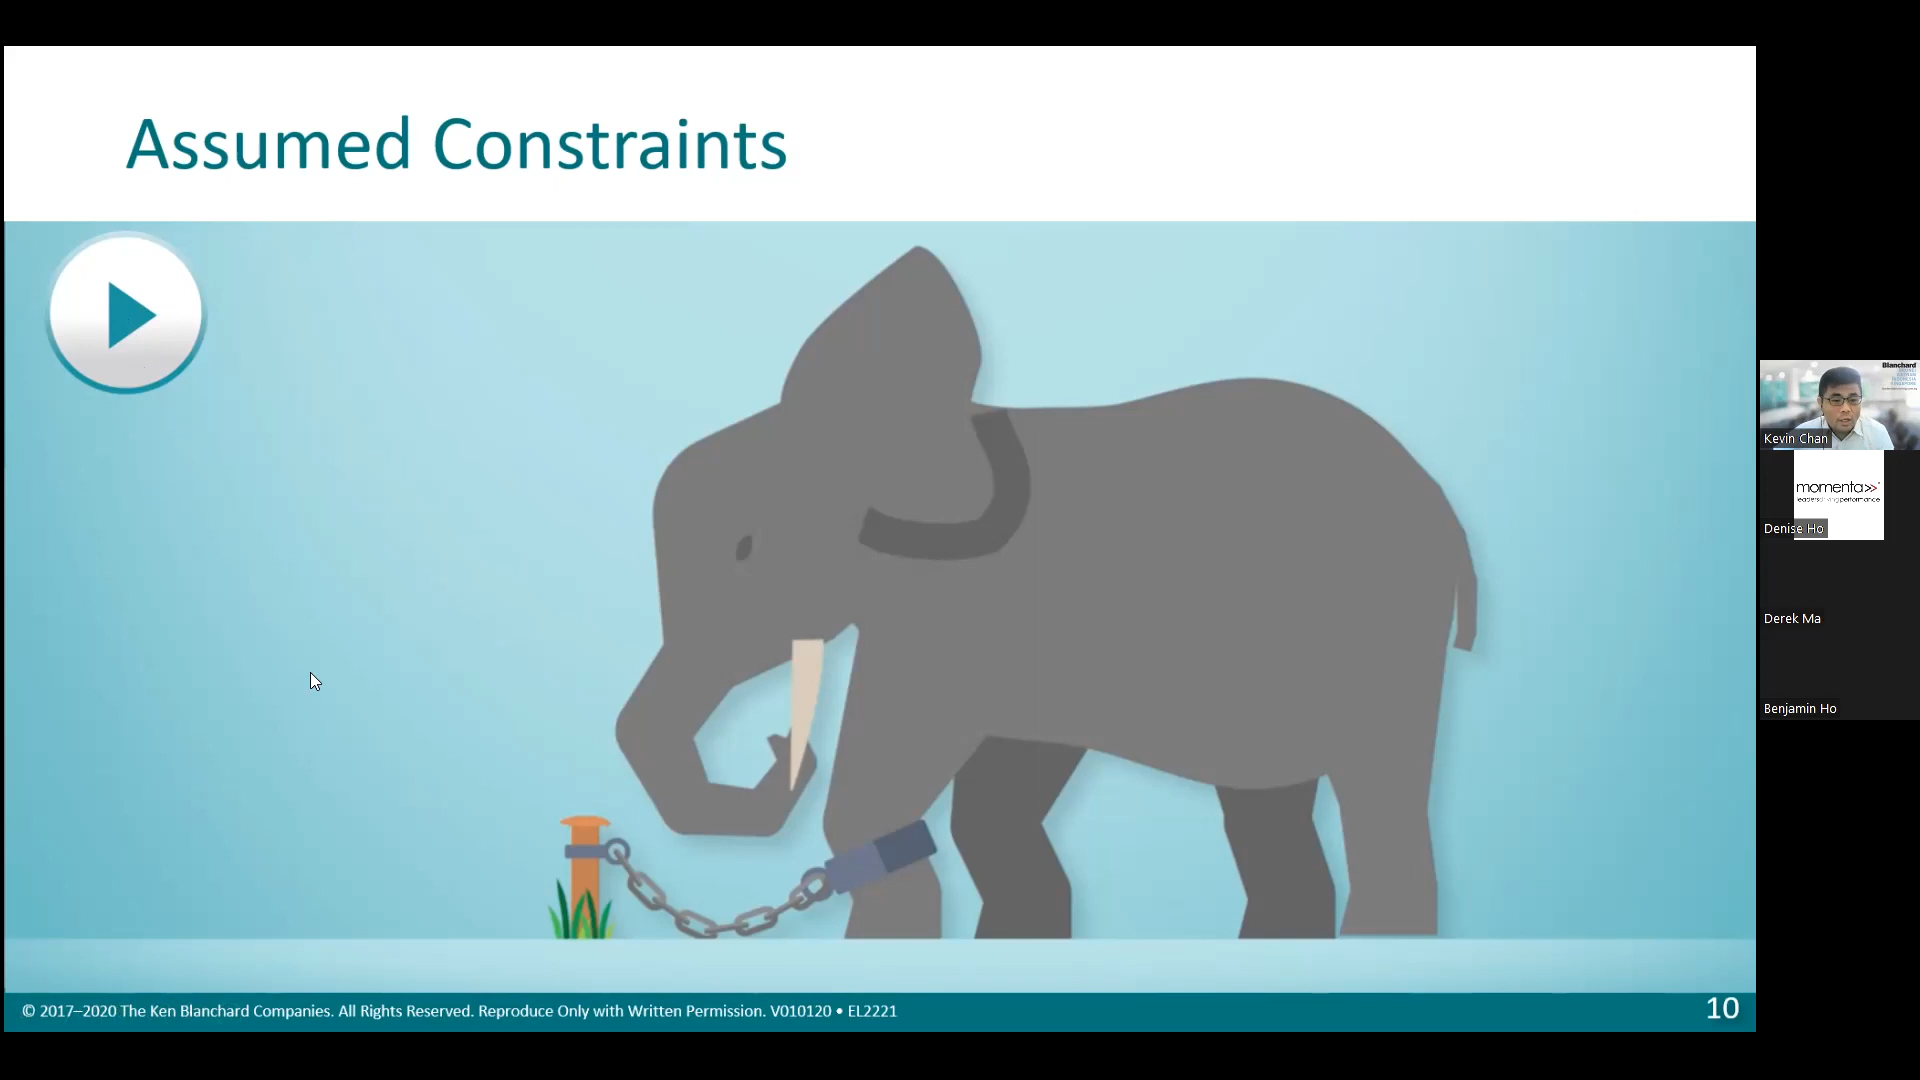 Assumed Constraints
© 2017–2020 The Ken Blanchard Companies. All Rights Reserved. Reproduce Only with Written Permission. V010120 • EL2221
10
Blanchard
Kevin Chan
momenta>>
Denise Ho
Derek Ma
Benjamin Ho